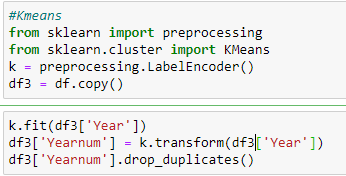 #Kmeans
from sklearn import preprocessing
from sklearn.cluster import KMeans
k = preprocessing.LabelEncoder()
df3 = df.copy()
k.fit(df3['Year'])
df3['Yearnum'] = k.transform(df3['Year'])
df3['Yearnum'].drop_duplicates()